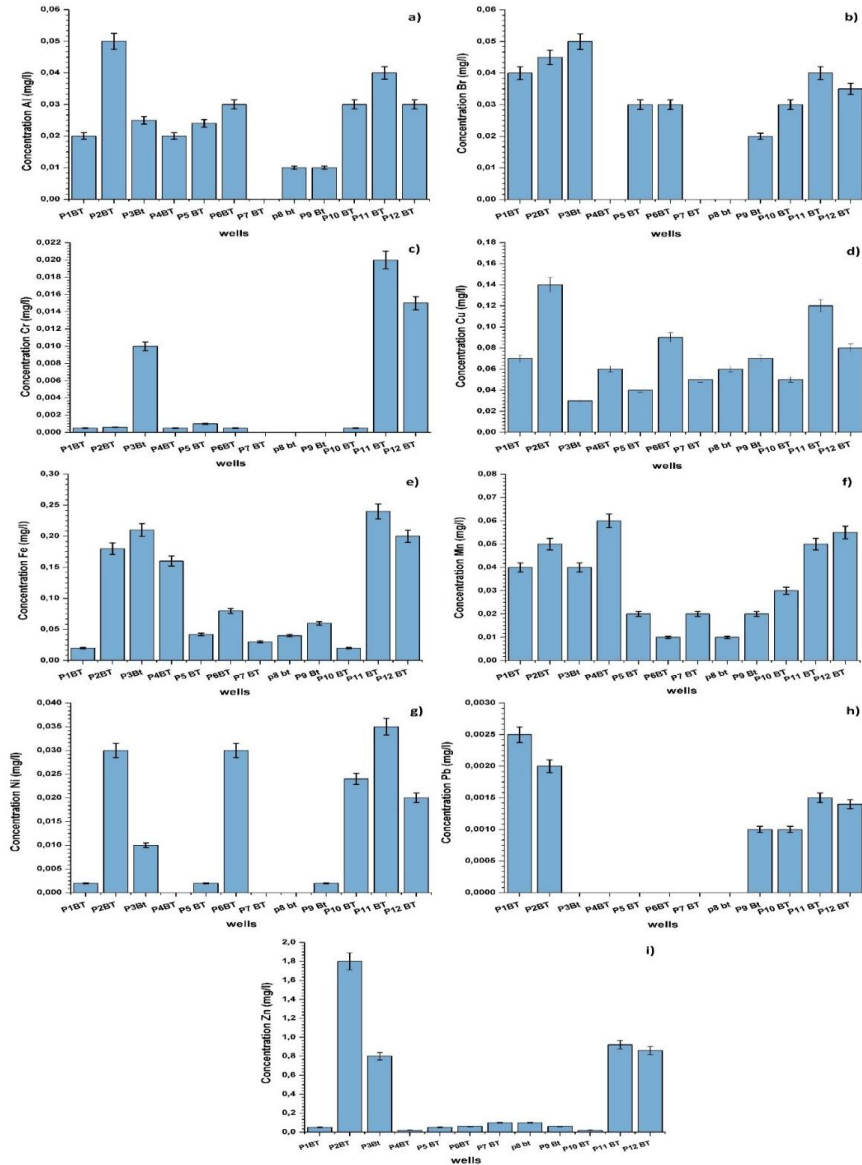 a)
Concentration Al (mg/l)
0,06
0,05
0,04
0,03
0,02
0,01
0,00
P1BT P2BT P3Bt P4BT P5 BT P6BT P7 BT p8 bt P9 Bt P10 BT P11 BT P12 BT
wells
b)
Concentration Br (mg/l)
0,06
0,05
0,04
0,03
0,02
0,01
0,00
P1BT P2BT P3Bt P4BT P5 BT P6BT P7 BT p8 bt P9 Bt P10 BT P11 BT P12 BT
wells
c)
Concentration Cr (mg/l)
0,022
0,020
0,018
0,016
0,014
0,012
0,010
0,008
0,006
0,004
0,002
0,000
P1BT P2BT P3Bt P4BT P5 BT P6BT P7 BT p8 bt P9 Bt P10 BT P11 BT P12 BT
wells
d)
Concentration Cu (mg/l)
0,18
0,16
0,14
0,12
0,10
0,08
0,06
0,04
0,02
0,00
P1BT P2BT P3Bt P4BT P5 BT P6BT P7 BT p8 bt P9 Bt P10 BT P11 BT P12 BT
wells
e)
Concentration Fe (mg/l)
0,30
0,25
0,20
0,15
0,10
0,05
0,00
P1BT P2BT P3Bt P4BT P5 BT P6BT P7 BT p8 bt P9 Bt P10 BT P11 BT P12 BT
wells
f)
Concentration Mn (mg/l)
0,08
0,07
0,06
0,05
0,04
0,03
0,02
0,01
0,00
P1BT P2BT P3Bt P4BT P5 BT P6BT P7 BT p8 bt P9 Bt P10 BT P11 BT P12 BT
wells
g)
Concentration Ni (mg/l)
0,040
0,035
0,030
0,025
0,020
0,015
0,010
0,005
0,000
P1BT P2BT P3Bt P4BT P5 BT P6BT P7 BT p8 bt P9 Bt P10 BT P11 BT P12 BT
wells
h)
Concentration Pb (mg/l)
0,0030
0,0025
0,0020
0,0015
0,0010
0,0005
0,0000
P1BT P2BT P3Bt P4BT P5 BT P6BT P7 BT p8 bt P9 Bt P10 BT P11 BT P12 BT
wells
i)
Concentration Zn (mg/l)
2,0
1,8
1,6
1,4
1,2
1,0
0,8
0,6
0,4
0,2
0,0
P1BT P2BT P3Bt P4BT P5 BT P6BT P7 BT p8 bt P9 Bt P10 BT P11 BT P12 BT
wells